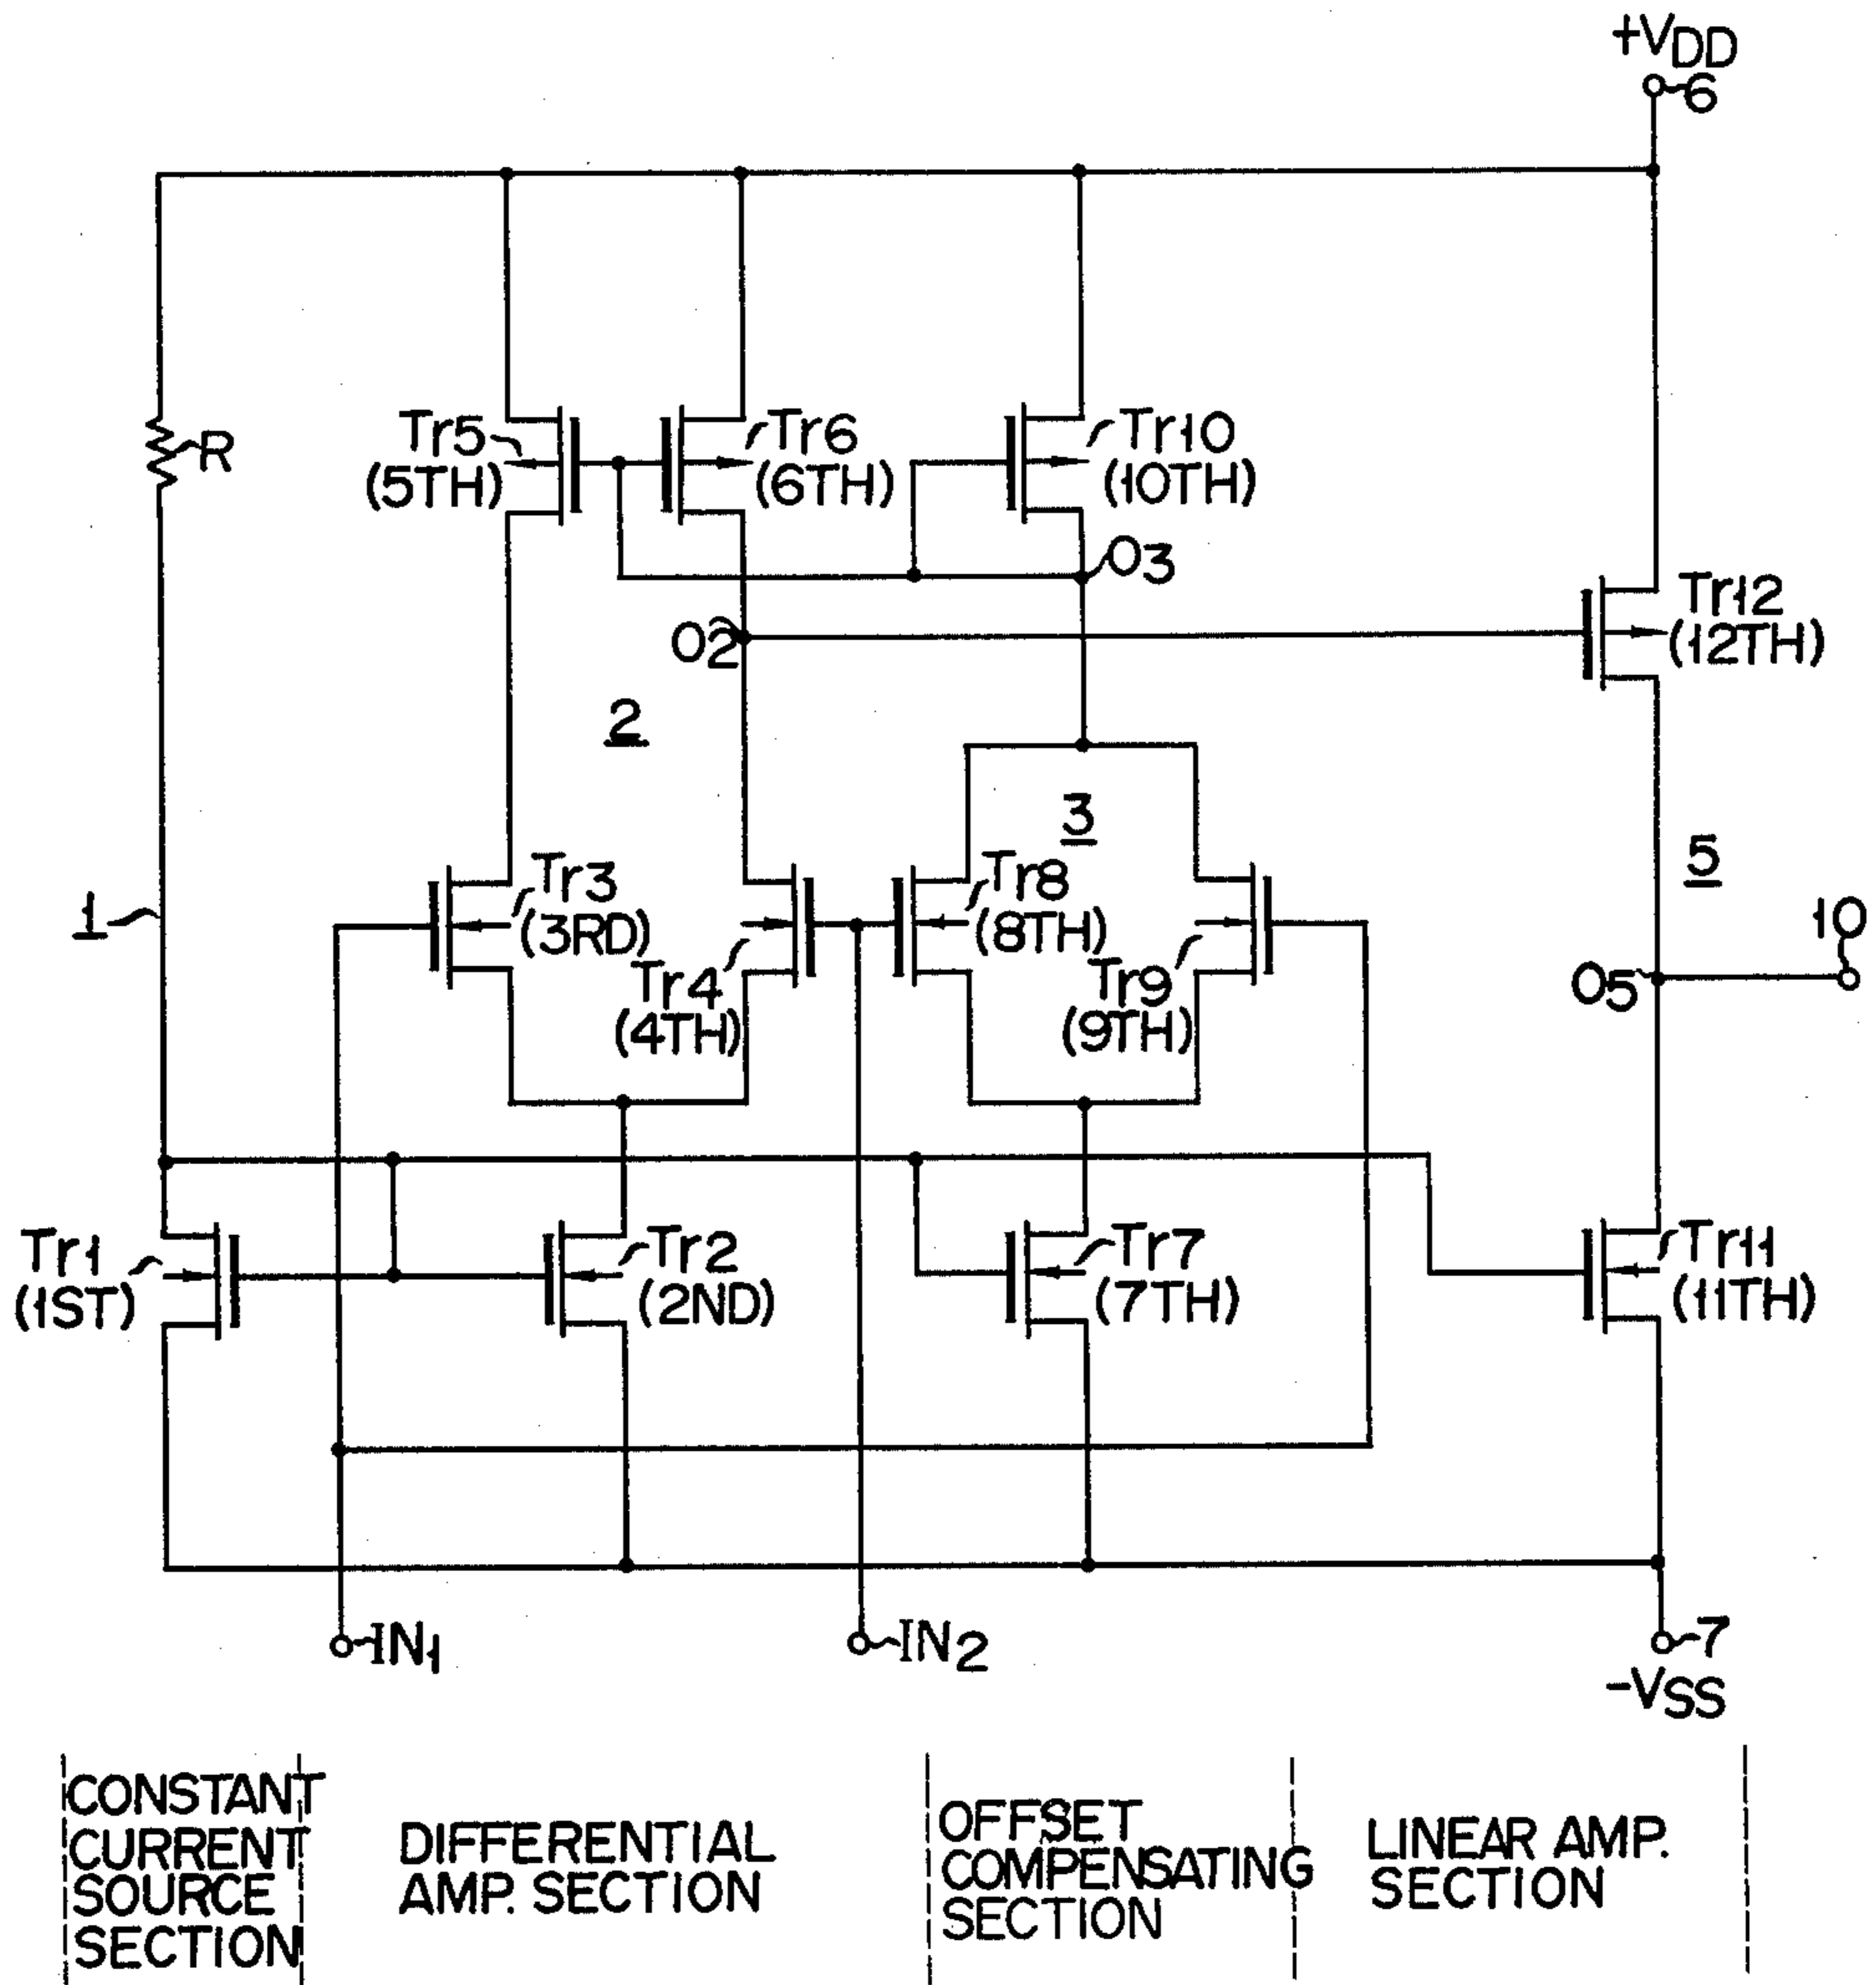 +VDD
6
R
Tr5
(5TH)
Tr6
(6TH)
Tr10
(10TH)
O3
O2
Tr12
(12TH)
2
3
5
1
Tr3
(3RD)
Tr4
(4TH)
Tr8
(8TH)
Tr9
(9TH)
10
O5
Tr1
(1ST)
Tr2
(2ND)
Tr7
(7TH)
Tr11
(11TH)
IN1
IN2
7
-VSS
CONSTANT
CURRENT
SOURCE
SECTION
DIFFERENTIAL
AMP. SECTION
OFFSET
COMPENSATING
SECTION
LINEAR AMP.
SECTION